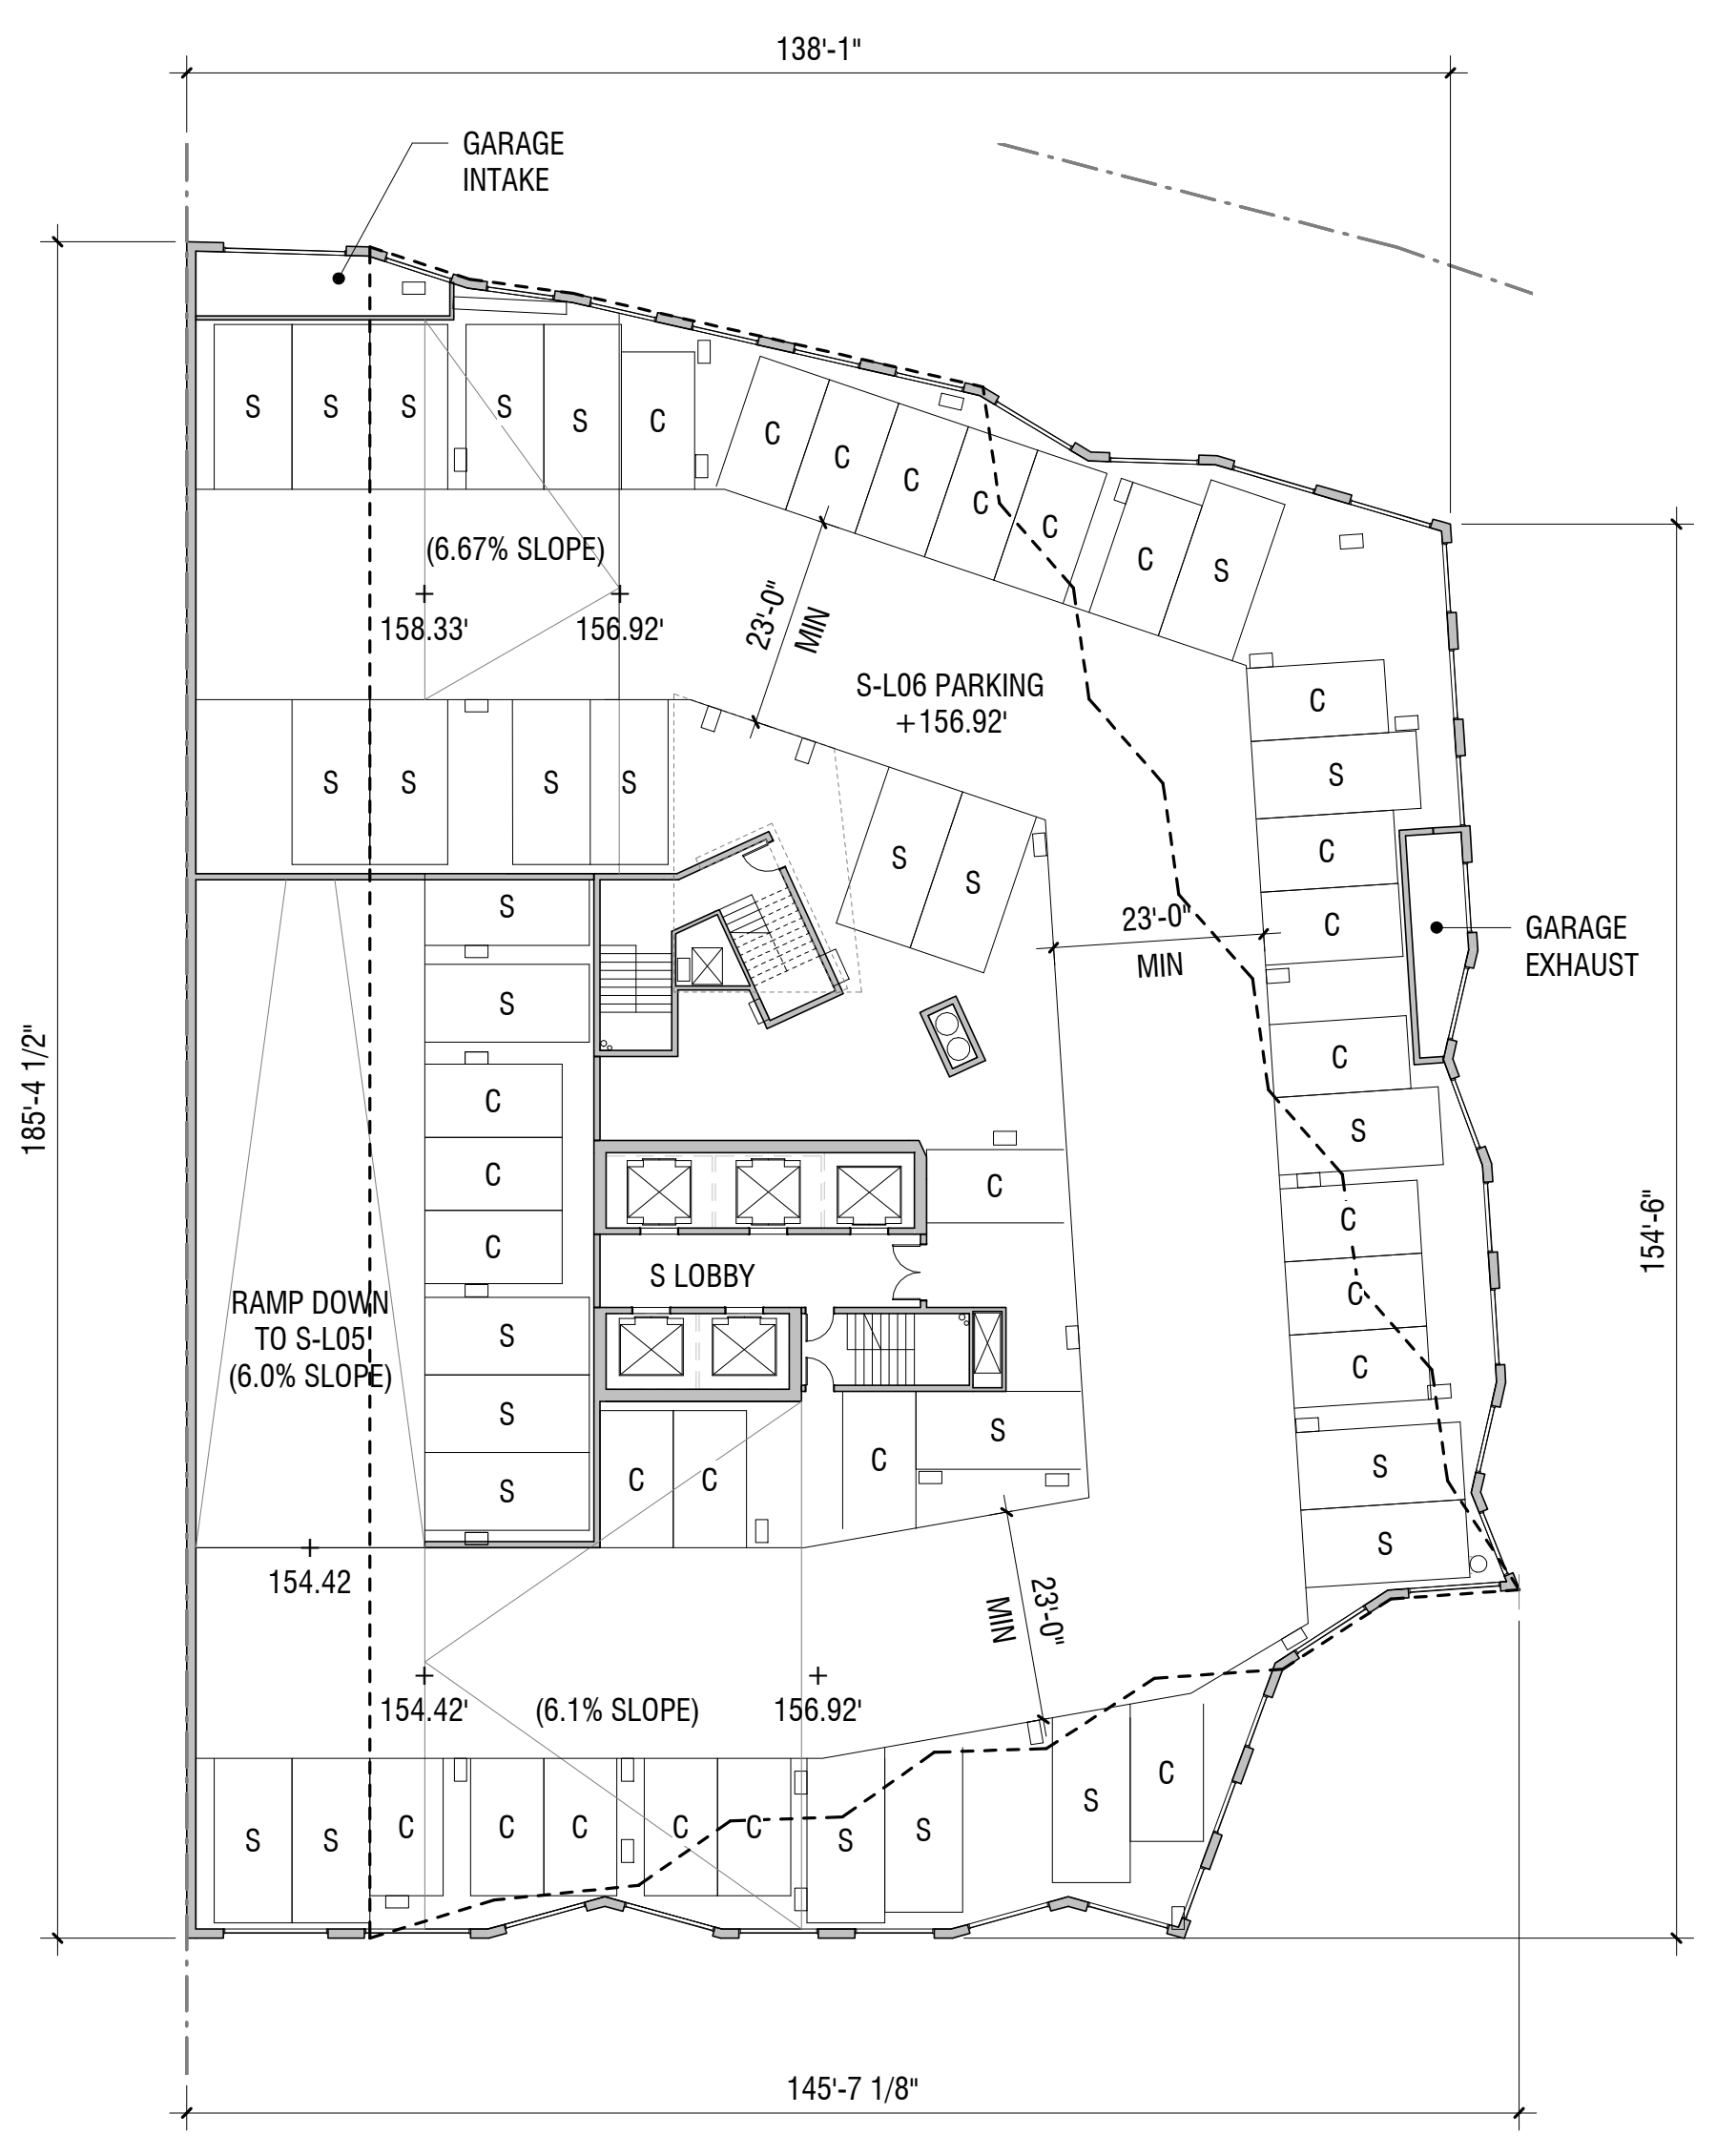 138'-1"
GARAGE
INTAKE
S
S
S
S
S
C
C
C
C
C
C
C
S
(6.67% SLOPE)
158.33'
156.92'
23'-0"
MIN
S-L06 PARKING
+156.92'
C
S
C
C
S
S
S
S
S
S
23'-0"
MIN
GARAGE
EXHAUST
S
S
C
C
C
S
S
S
C
S
185'-4 1/2"
154'-6"
C
S LOBBY
C
C
C
RAMP DOWN
TO S-L05
(6.0% SLOPE)
C
C
C
S
S
S
154.42
23'-0"
MIN
154.42'
(6.1% SLOPE)
156.92'
S
S
C
C
C
C
C
S
S
S
C
145'-7 1/8"